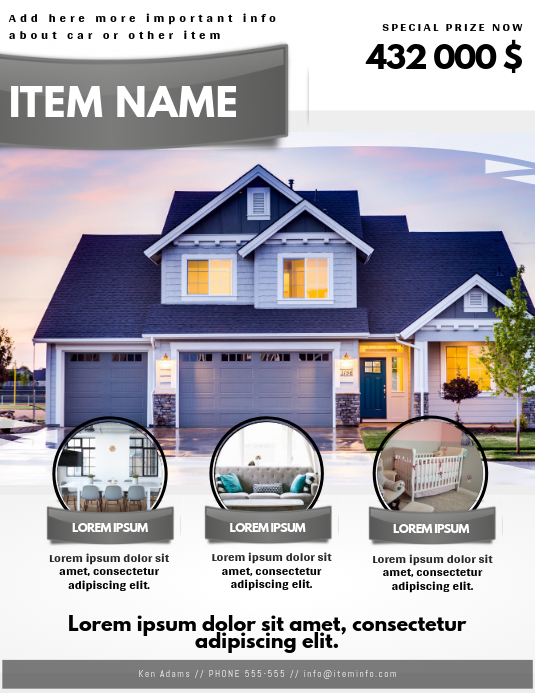 Add here more important info
about car or other item
SPECIAL PRIZE NOW
432 000 $
ITEM NAME
LOREM IPSUM
Lorem ipsum dolor sit
amet, consectetur
adipiscing elit.
LOREM IPSUM
Lorem ipsum dolor sit
amet, consectetur
adipiscing elit.
LOREM IPSUM
Lorem ipsum dolor sit
amet, consectetur
adipiscing elit.
Lorem ipsum dolor sit amet, consectetur
adipiscing elit.
Ken Adams // PHONE 555-555 // info@iteminfo.com